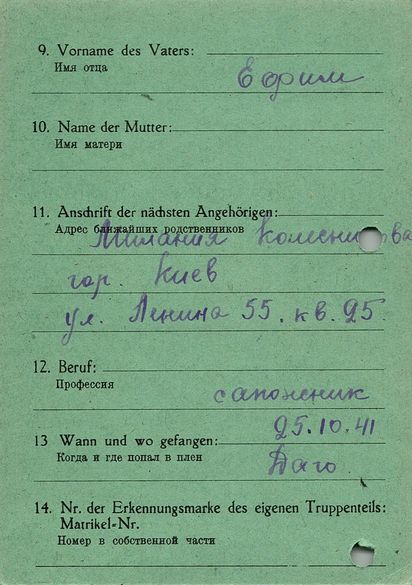 9. Vorname des Vaters:
Имя отца
Ефим
10. Name der Mutter:
Имя матери
11. Anschrift der nächsten Angehörigen:
Адрес ближайших родственников
Милания
гор. Киев
ул. Ленина 55. кв. 25.
12. Beruf:
Профессия
сапожник
25.10.41
13 Wann und wo gefangen:
Когда и где попал в плен
Даго
14. Nr. der Erkennungsmarke des eigenen Truppenteils:
Matrikel-Nr.
Номер в собственной части